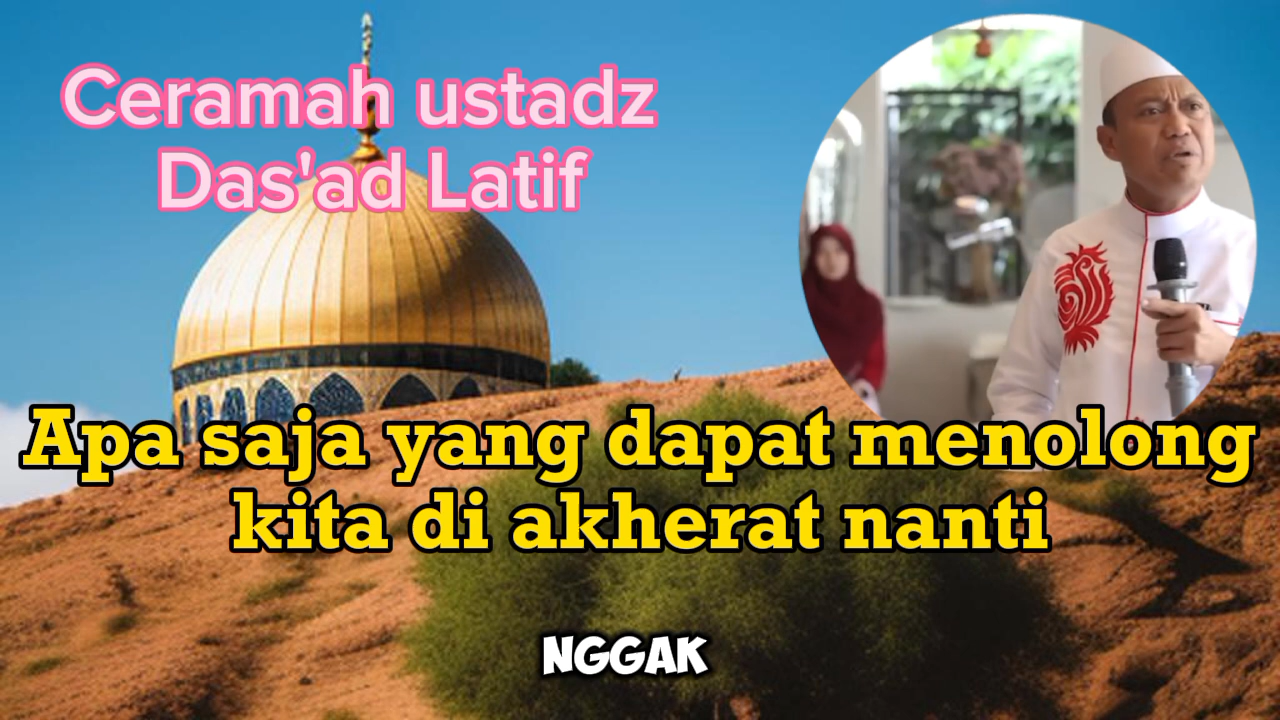 Ceramah ustadz
Das'ad Latif
Apa saja yang dapat menolong
kita di akherat nanti
NGGAK